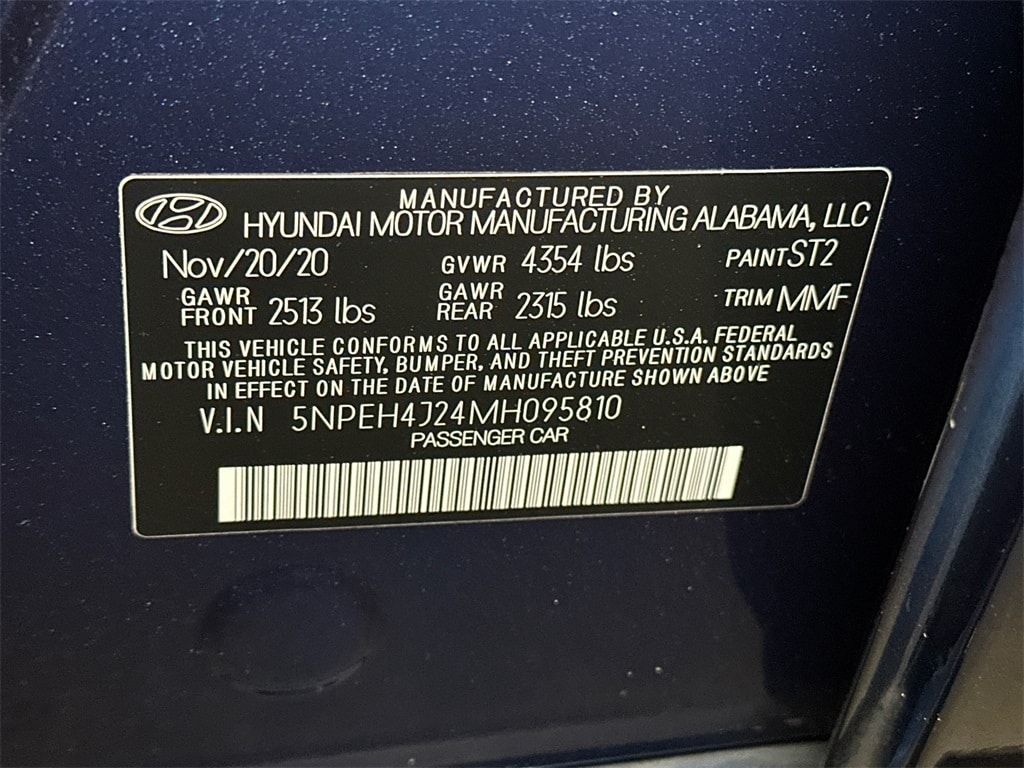 MANUFACTURED BY
HYUNDAI MOTOR MANUFACTURING ALABAMA, LLC
Nov/20/20 GVWR 4354 lbs PAINT ST2
GAWR FRONT 2513 lbs GAWR REAR 2315 lbs TRIM MMF
THIS VEHICLE CONFORMS TO ALL APPLICABLE U.S.A. FEDERAL
MOTOR VEHICLE SAFETY, BUMPER, AND THEFT PREVENTION STANDARDS
IN EFFECT ON THE DATE OF MANUFACTURE SHOWN ABOVE
V.I.N 5NPEH4J24MH095810
PASSENGER CAR